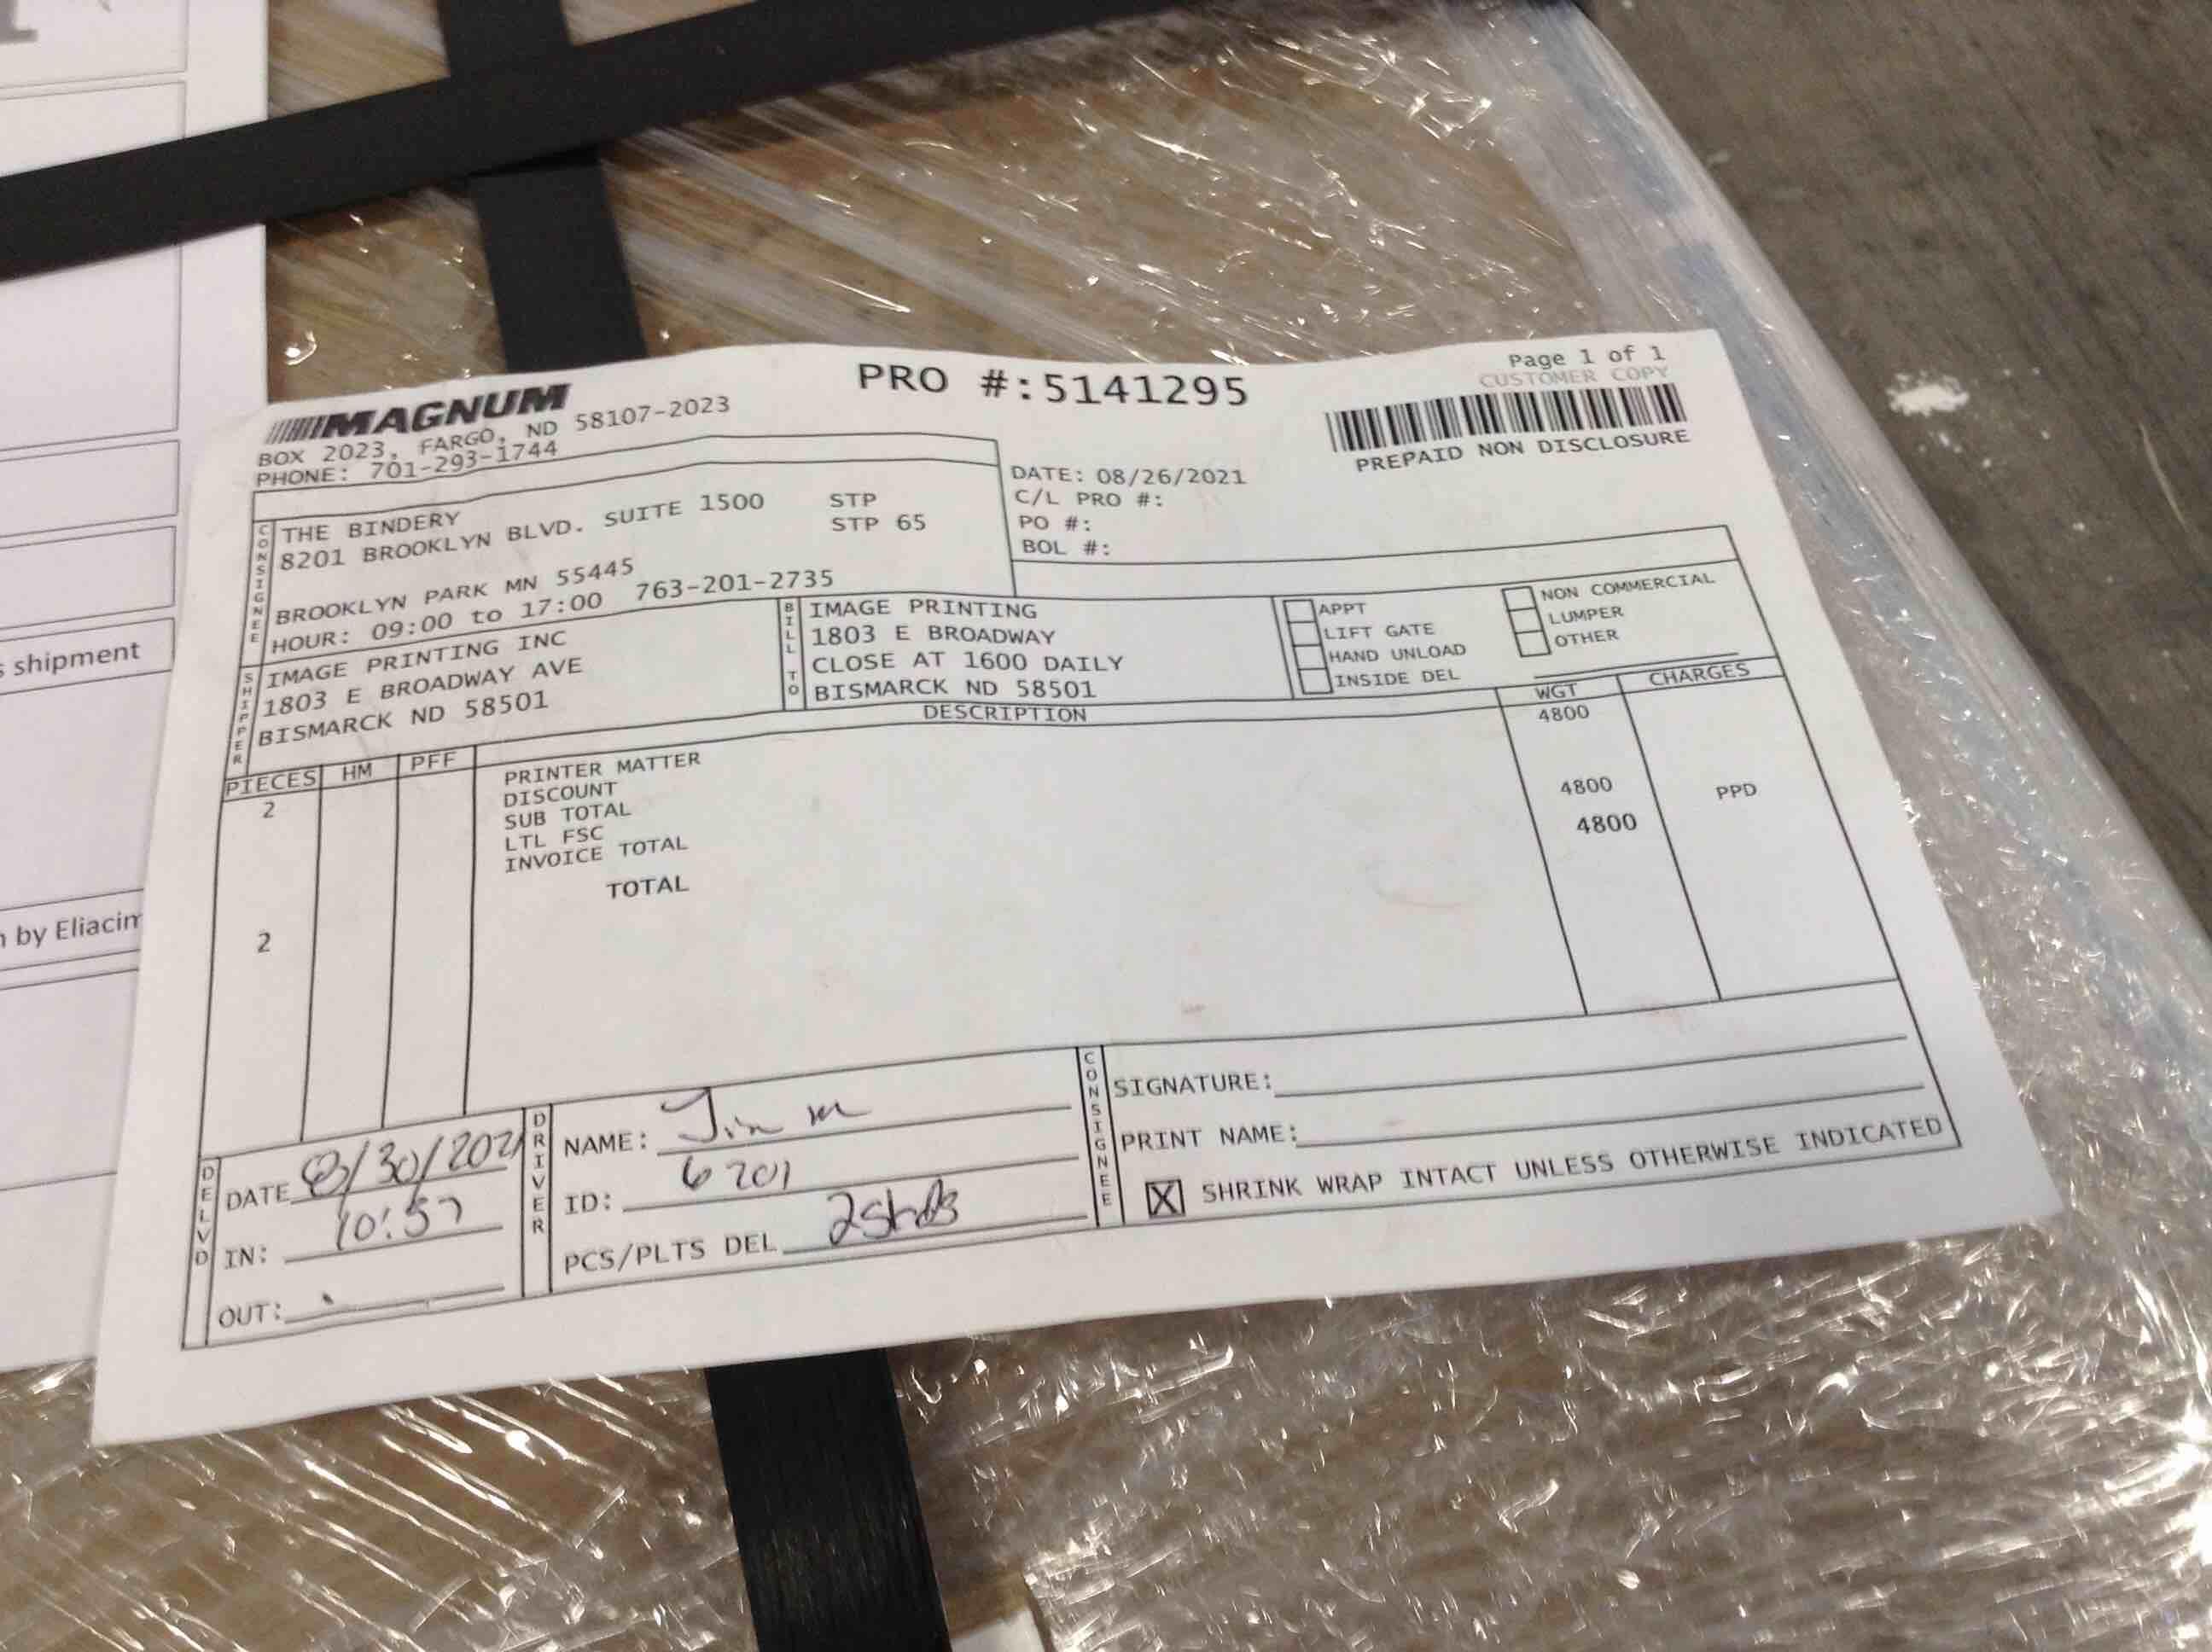 s shipment
n by Eliacim
MAGNUM
BOX 2023, FARGO, ND 58107-2023
PHONE: 701-293-1744
PRO #:5141295
Page 1 of 1
CUSTOMER COPY
PREPAID NON DISCLOSURE
DATE: 08/26/2021
C/L PRO #:
PO #:
BOL #:
CONSIGNEE
THE BINDERY STP
8201 BROOKLYN BLVD. SUITE 1500 STP 65
BROOKLYN PARK MN 55445
HOUR: 09:00 to 17:00 763-201-2735
SHIPPER
IMAGE PRINTING INC
1803 E BROADWAY AVE
BISMARCK ND 58501
BILL TO
IMAGE PRINTING
1803 E BROADWAY
CLOSE AT 1600 DAILY
BISMARCK ND 58501
APPT
LIFT GATE
HAND UNLOAD
INSIDE DEL
NON COMMERCIAL
LUMPER
OTHER
PIECES HM PFF DESCRIPTION WGT CHARGES
2 PRINTER MATTER 4800
DISCOUNT
SUB TOTAL 4800 PPD
LTL FSC
INVOICE TOTAL
2 TOTAL 4800
DELVD
DATE 8/30/2021
IN: 10:57
OUT:
DRIVER
NAME: Jim M
ID: 6201
PCS/PLTS DEL 2skds
CONSIGNEE
SIGNATURE:
PRINT NAME:
X SHRINK WRAP INTACT UNLESS OTHERWISE INDICATED